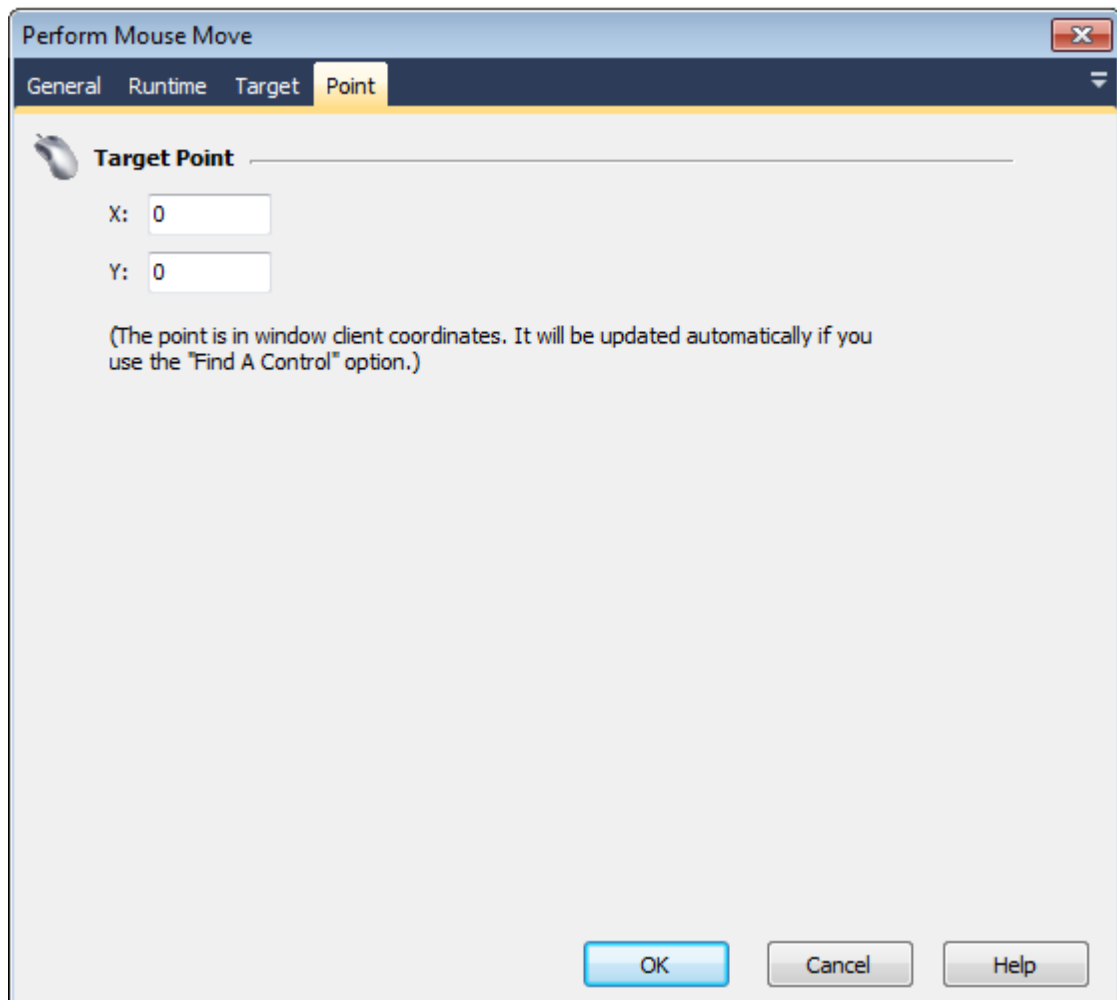 Perform Mouse Move
General Runtime Target Point
Target Point
X: 0
Y: 0
(The point is in window client coordinates. It will be updated automatically if you
use the "Find A Control" option.)
OK Cancel Help